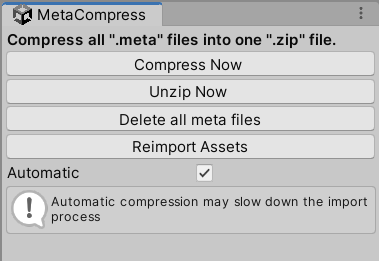 MetaCompress
Compress all ".meta" files into one ".zip" file.
Compress Now
Unzip Now
Delete all meta files
Reimport Assets
Automatic
Automatic compression may slow down the import
process